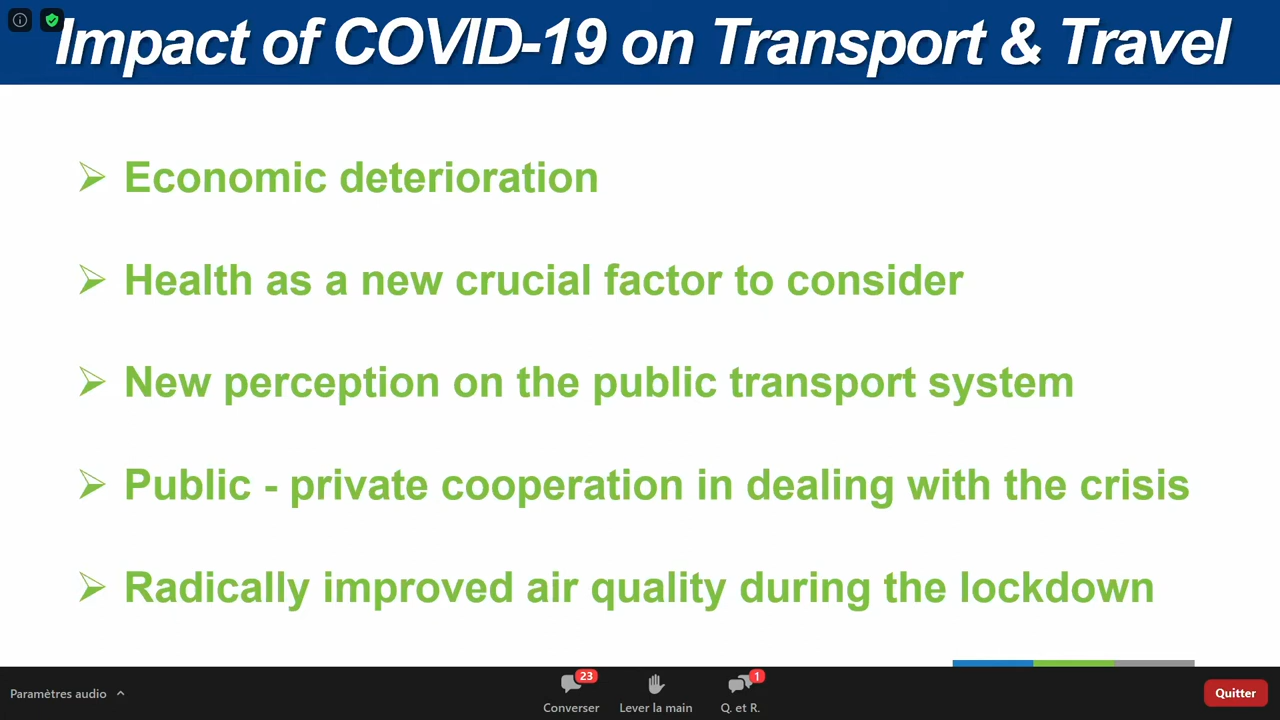 Impact of COVID-19 on Transport & Travel
Economic deterioration
Health as a new crucial factor to consider
New perception on the public transport system
Public - private cooperation in dealing with the crisis
Radically improved air quality during the lockdown
Paramètres audio
23
Converser
Lever la main
1
Q. et R.
Quitter